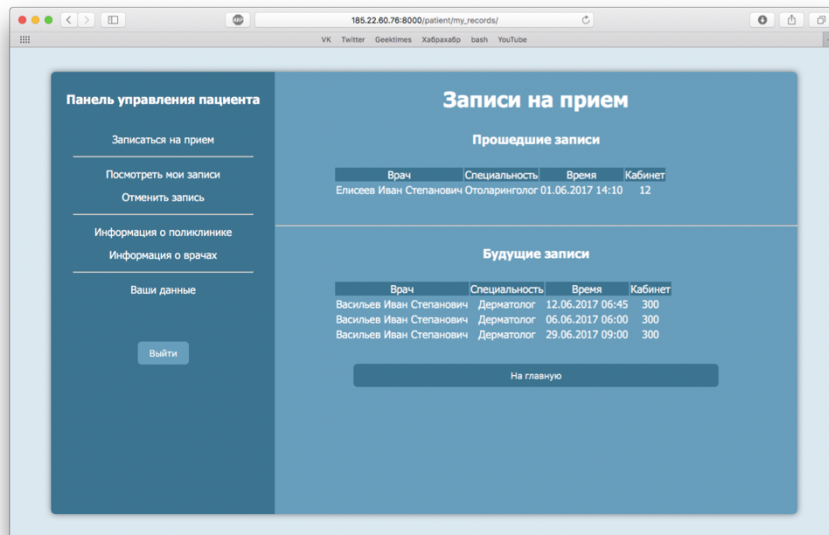 185.22.60.76:8000/patient/my_records/
VK Twitter Geektimes Хабрахабр bash YouTube
Панель управления пациента
Записаться на прием
Посмотреть мои записи
Отменить запись
Информация о поликлинике
Информация о врачах
Ваши данные
Выйти
Записи на прием
Прошедшие записи
Врач Специальность Время Кабинет
Елисеев Иван Степанович Отоларинголог 01.06.2017 14:10 12
Будущие записи
Врач Специальность Время Кабинет
Васильев Иван Степанович Дерматолог 12.06.2017 06:45 300
Васильев Иван Степанович Дерматолог 06.06.2017 06:00 300
Васильев Иван Степанович Дерматолог 29.06.2017 09:00 300
На главную